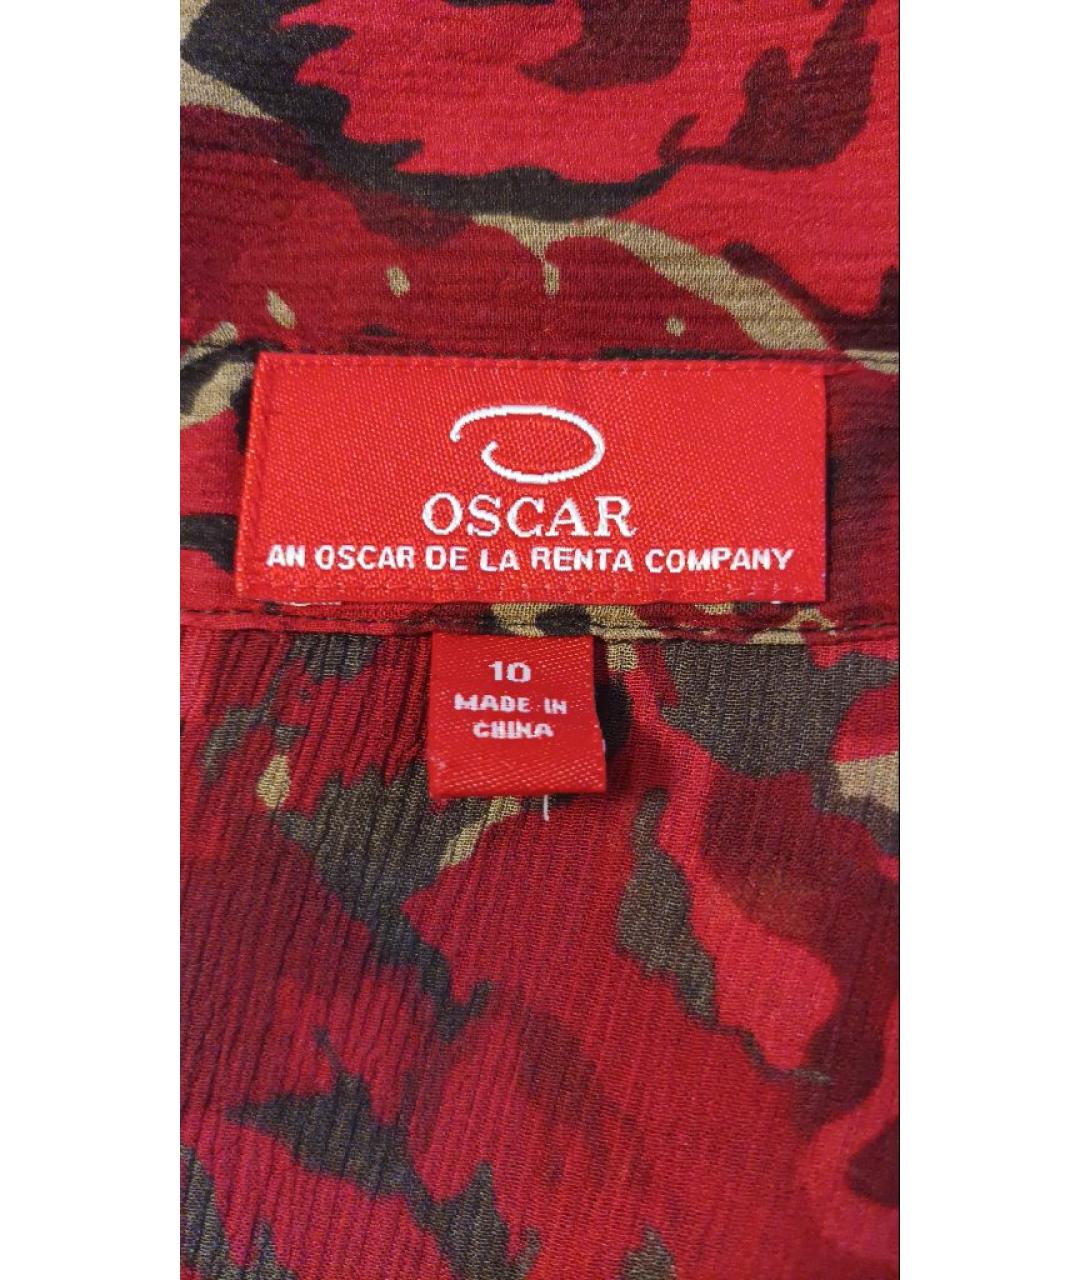 OSCAR
AN OSCAR DE LA RENTA COMPANY
10
MADE IN
CHINA